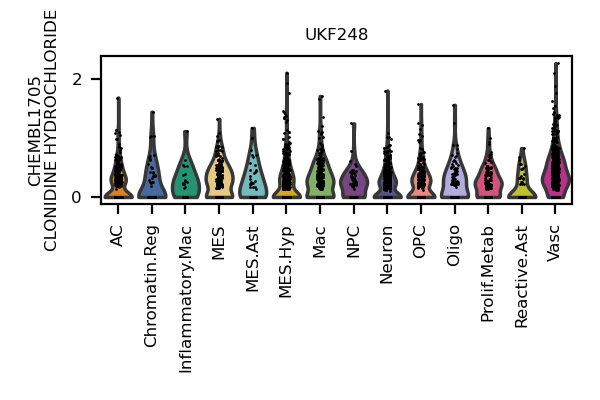 UKF248
CHEMBL1705
CLONIDINE HYDROCHLORIDE
2
0
AC
Chromatin.Reg
Inflammatory.Mac
MES
MES.Ast
MES.Hyp
Mac
NPC
Neuron
OPC
Oligo
Prolif.Metab
Reactive.Ast
Vasc